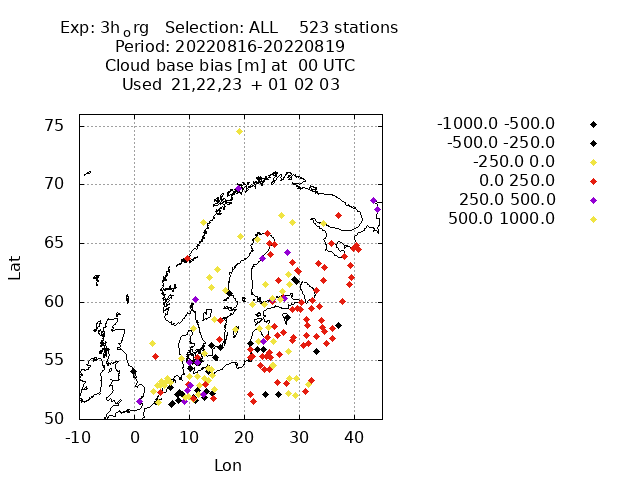 Exp: 3h_org Selection: ALL 523 stations
Period: 20220816-20220819
Cloud base bias [m] at 00 UTC
Used 21,22,23 + 01 02 03
-1000.0 -500.0
-500.0 -250.0
-250.0 0.0
0.0 250.0
250.0 500.0
500.0 1000.0
75
70
65
60
55
50
Lat
-10 0 10 20 30 40
Lon